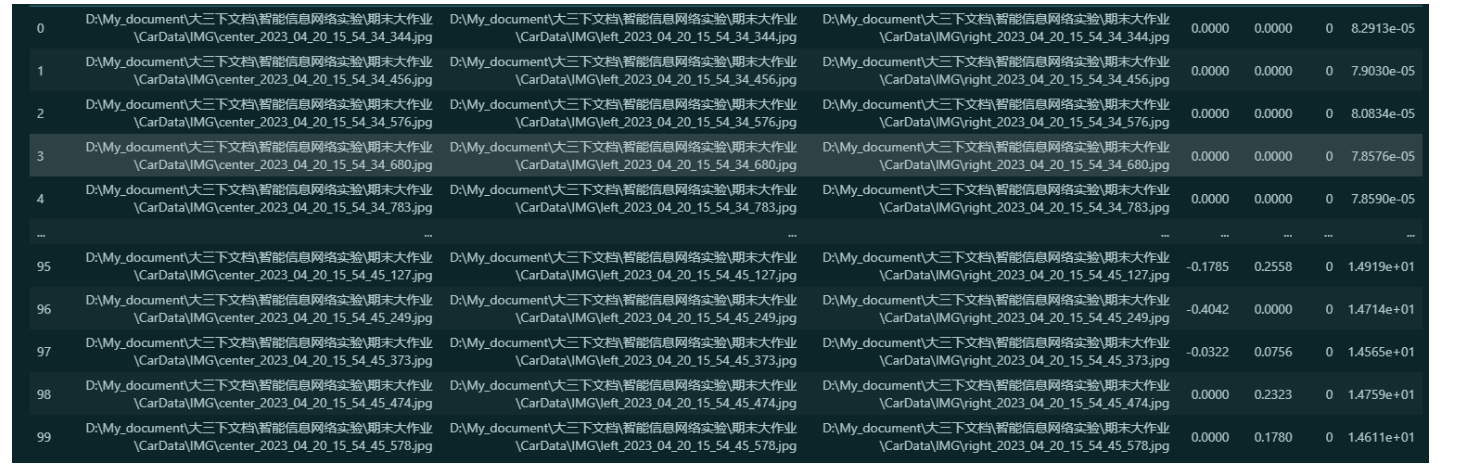 0 D:\My_document\大三下文档\智能信息网络实验\期末大作业 D:\My_document\大三下文档\智能信息网络实验\期末大作业 D:\My_document\大三下文档\智能信息网络实验\期末大作业 0.0000 0.0000 0 8.2913e-05
\CarData\IMG\center_2023_04_20_15_54_34_344.jpg \CarData\IMG\left_2023_04_20_15_54_34_344.jpg \CarData\IMG\right_2023_04_20_15_54_34_344.jpg
1 D:\My_document\大三下文档\智能信息网络实验\期末大作业 D:\My_document\大三下文档\智能信息网络实验\期末大作业 D:\My_document\大三下文档\智能信息网络实验\期末大作业 0.0000 0.0000 0 7.9030e-05
\CarData\IMG\center_2023_04_20_15_54_34_456.jpg \CarData\IMG\left_2023_04_20_15_54_34_456.jpg \CarData\IMG\right_2023_04_20_15_54_34_456.jpg
2 D:\My_document\大三下文档\智能信息网络实验\期末大作业 D:\My_document\大三下文档\智能信息网络实验\期末大作业 D:\My_document\大三下文档\智能信息网络实验\期末大作业 0.0000 0.0000 0 8.0834e-05
\CarData\IMG\center_2023_04_20_15_54_34_576.jpg \CarData\IMG\left_2023_04_20_15_54_34_576.jpg \CarData\IMG\right_2023_04_20_15_54_34_576.jpg
3 D:\My_document\大三下文档\智能信息网络实验\期末大作业 D:\My_document\大三下文档\智能信息网络实验\期末大作业 D:\My_document\大三下文档\智能信息网络实验\期末大作业 0.0000 0.0000 0 7.8576e-05
\CarData\IMG\center_2023_04_20_15_54_34_680.jpg \CarData\IMG\left_2023_04_20_15_54_34_680.jpg \CarData\IMG\right_2023_04_20_15_54_34_680.jpg
4 D:\My_document\大三下文档\智能信息网络实验\期末大作业 D:\My_document\大三下文档\智能信息网络实验\期末大作业 D:\My_document\大三下文档\智能信息网络实验\期末大作业 0.0000 0.0000 0 7.8590e-05
\CarData\IMG\center_2023_04_20_15_54_34_783.jpg \CarData\IMG\left_2023_04_20_15_54_34_783.jpg \CarData\IMG\right_2023_04_20_15_54_34_783.jpg
... ... ... ... ... ... ... ...
95 D:\My_document\大三下文档\智能信息网络实验\期末大作业 D:\My_document\大三下文档\智能信息网络实验\期末大作业 D:\My_document\大三下文档\智能信息网络实验\期末大作业 -0.1785 0.2558 0 1.4919e+01
\CarData\IMG\center_2023_04_20_15_54_45_127.jpg \CarData\IMG\left_2023_04_20_15_54_45_127.jpg \CarData\IMG\right_2023_04_20_15_54_45_127.jpg
96 D:\My_document\大三下文档\智能信息网络实验\期末大作业 D:\My_document\大三下文档\智能信息网络实验\期末大作业 D:\My_document\大三下文档\智能信息网络实验\期末大作业 -0.4042 0.0000 0 1.4714e+01
\CarData\IMG\center_2023_04_20_15_54_45_249.jpg \CarData\IMG\left_2023_04_20_15_54_45_249.jpg \CarData\IMG\right_2023_04_20_15_54_45_249.jpg
97 D:\My_document\大三下文档\智能信息网络实验\期末大作业 D:\My_document\大三下文档\智能信息网络实验\期末大作业 D:\My_document\大三下文档\智能信息网络实验\期末大作业 -0.0322 0.0756 0 1.4565e+01
\CarData\IMG\center_2023_04_20_15_54_45_373.jpg \CarData\IMG\left_2023_04_20_15_54_45_373.jpg \CarData\IMG\right_2023_04_20_15_54_45_373.jpg
98 D:\My_document\大三下文档\智能信息网络实验\期末大作业 D:\My_document\大三下文档\智能信息网络实验\期末大作业 D:\My_document\大三下文档\智能信息网络实验\期末大作业 0.0000 0.2323 0 1.4759e+01
\CarData\IMG\center_2023_04_20_15_54_45_474.jpg \CarData\IMG\left_2023_04_20_15_54_45_474.jpg \CarData\IMG\right_2023_04_20_15_54_45_474.jpg
99 D:\My_document\大三下文档\智能信息网络实验\期末大作业 D:\My_document\大三下文档\智能信息网络实验\期末大作业 D:\My_document\大三下文档\智能信息网络实验\期末大作业 0.0000 0.1780 0 1.4611e+01
\CarData\IMG\center_2023_04_20_15_54_45_578.jpg \CarData\IMG\left_2023_04_20_15_54_45_578.jpg \CarData\IMG\right_2023_04_20_15_54_45_578.jpg